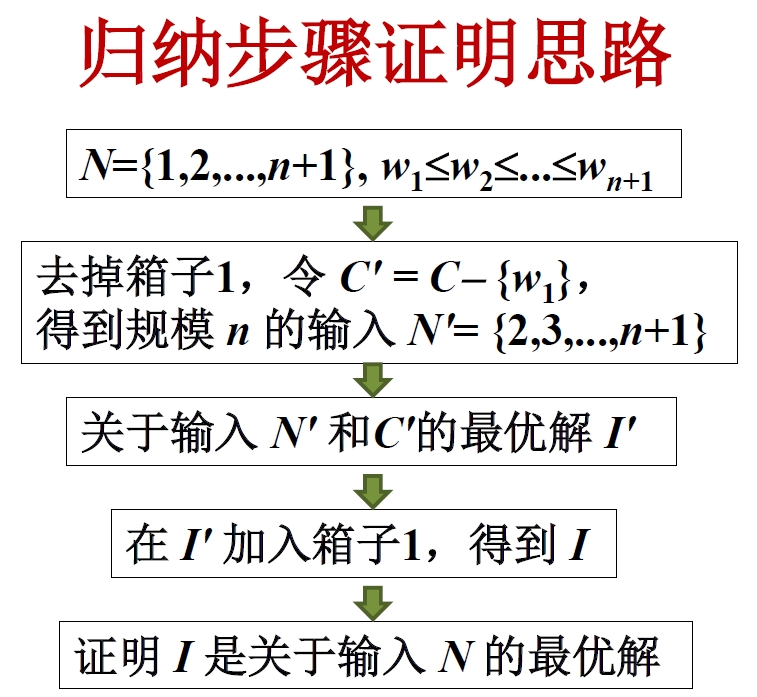 归纳步骤证明思路
N={1,2,...,n+1}, w₁≤w₂≤...≤wₙ₊₁
去掉箱子1，令 C' = C– {w₁}，
得到规模 n 的输入 N'= {2,3,...,n+1}
关于输入 N' 和C'的最优解 I'
在 I' 加入箱子1，得到 I
证明 I 是关于输入 N 的最优解